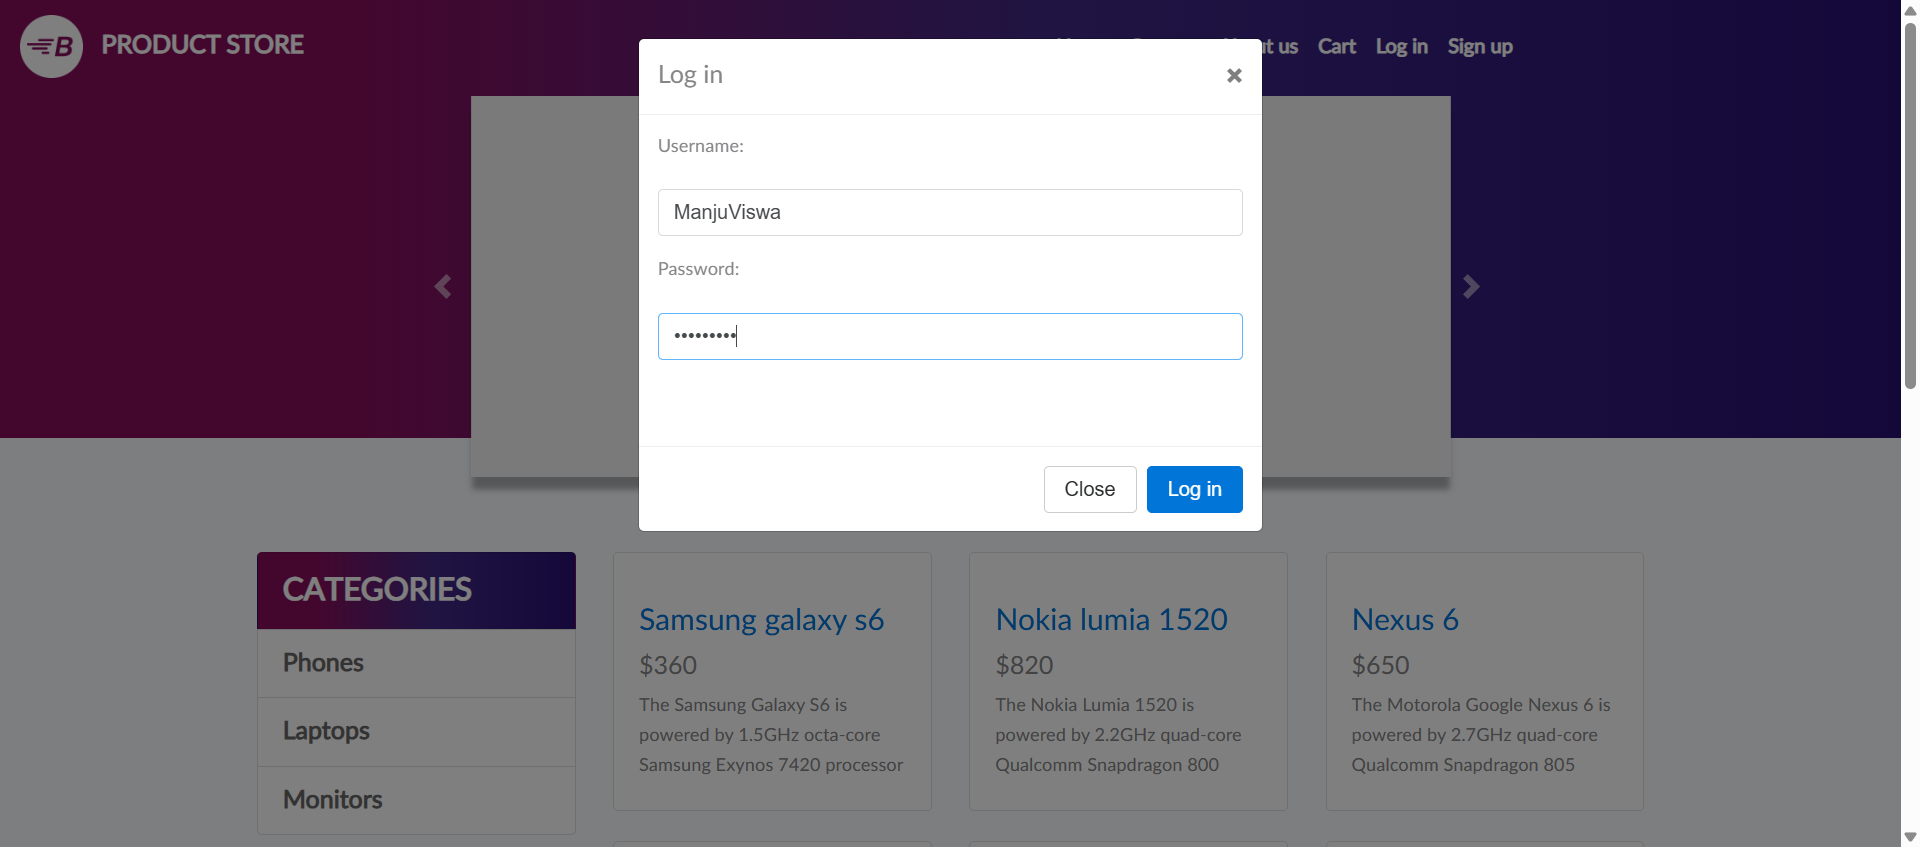 B PRODUCT STORE
t us Cart Log in Sign up
Log in
Username:
ManjuViswa
Password:
•••••••••
Close Log in
CATEGORIES
Phones
Laptops
Monitors
Samsung galaxy s6
$360
The Samsung Galaxy S6 is
powered by 1.5GHz octa-core
Samsung Exynos 7420 processor
Nokia lumia 1520
$820
The Nokia Lumia 1520 is
powered by 2.2GHz quad-core
Qualcomm Snapdragon 800
Nexus 6
$650
The Motorola Google Nexus 6 is
powered by 2.7GHz quad-core
Qualcomm Snapdragon 805